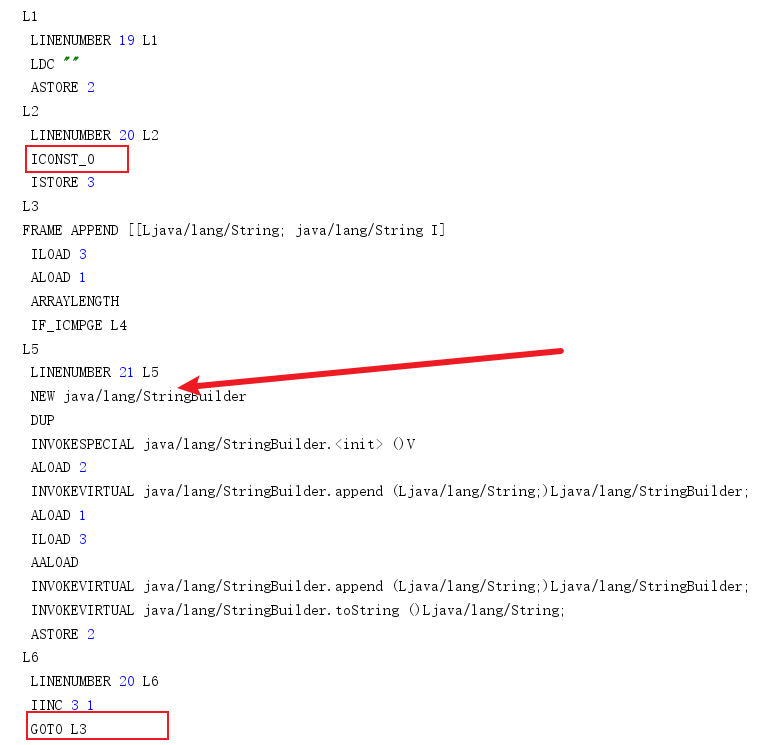 L1
LINENUMBER 19 L1
LDC ""
ASTORE 2
L2
LINENUMBER 20 L2
ICONST_0
ISTORE 3
L3
FRAME APPEND [[Ljava/lang/String; java/lang/String I]
ILOAD 3
ALOAD 1
ARRAYLENGTH
IF_ICMPGE L4
L5
LINENUMBER 21 L5
NEW java/lang/StringBuilder
DUP
INVOKESPECIAL java/lang/StringBuilder.<init> ()V
ALOAD 2
INVOKEVIRTUAL java/lang/StringBuilder.append (Ljava/lang/String;)Ljava/lang/StringBuilder;
ALOAD 1
ILOAD 3
AALOAD
INVOKEVIRTUAL java/lang/StringBuilder.append (Ljava/lang/String;)Ljava/lang/StringBuilder;
INVOKEVIRTUAL java/lang/StringBuilder.toString ()Ljava/lang/String;
ASTORE 2
L6
LINENUMBER 20 L6
IINC 3 1
GOTO L3